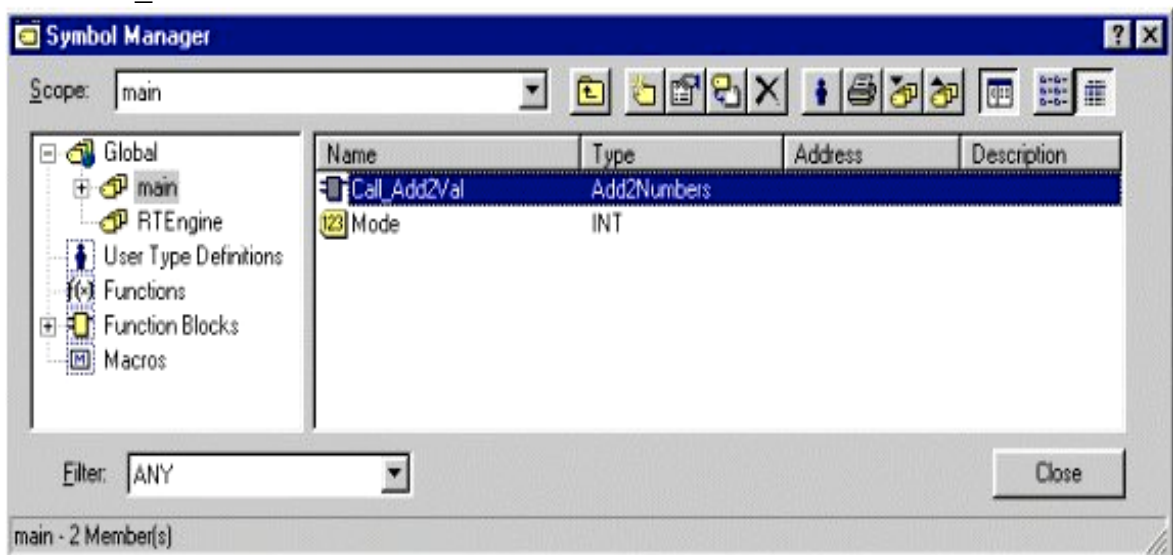 Symbol Manager
Scope: main
Global
main
RTEngine
User Type Definitions
f(x) Functions
Function Blocks
M Macros
Name Type Address Description
Call_Add2Val Add2Numbers
123 Mode INT
Filter: ANY
Close
main - 2 Member(s)